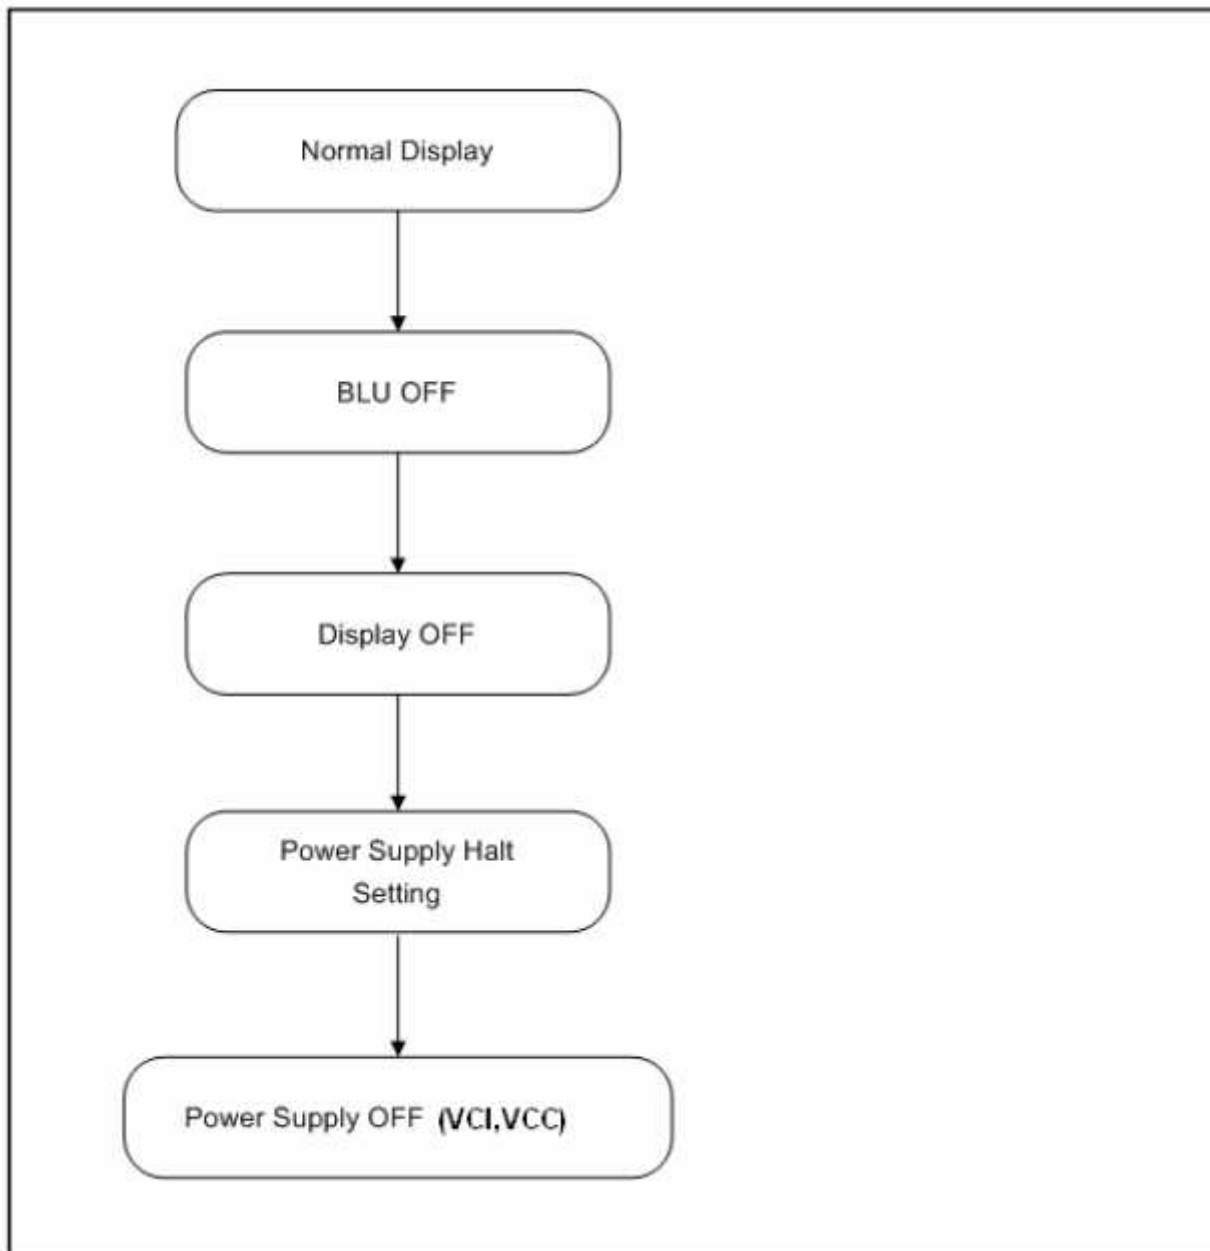 Normal Display
BLU OFF
Display OFF
Power Supply Halt
Setting
Power Supply OFF (VCI,VCC)